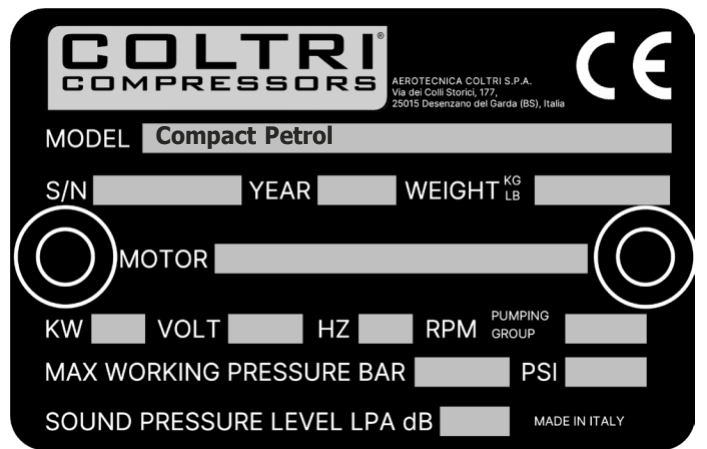 COLTRI®
COMPRESSORS
AEROTECNICA COLTRI S.P.A.
Via dei Colli Storici, 177,
25015 Desenzano del Garda (BS), Italia
CE
MODEL Compact Petrol
S/N YEAR WEIGHT KG LB
MOTOR
KW VOLT HZ RPM PUMPING GROUP
MAX WORKING PRESSURE BAR PSI
SOUND PRESSURE LEVEL LPA dB MADE IN ITALY